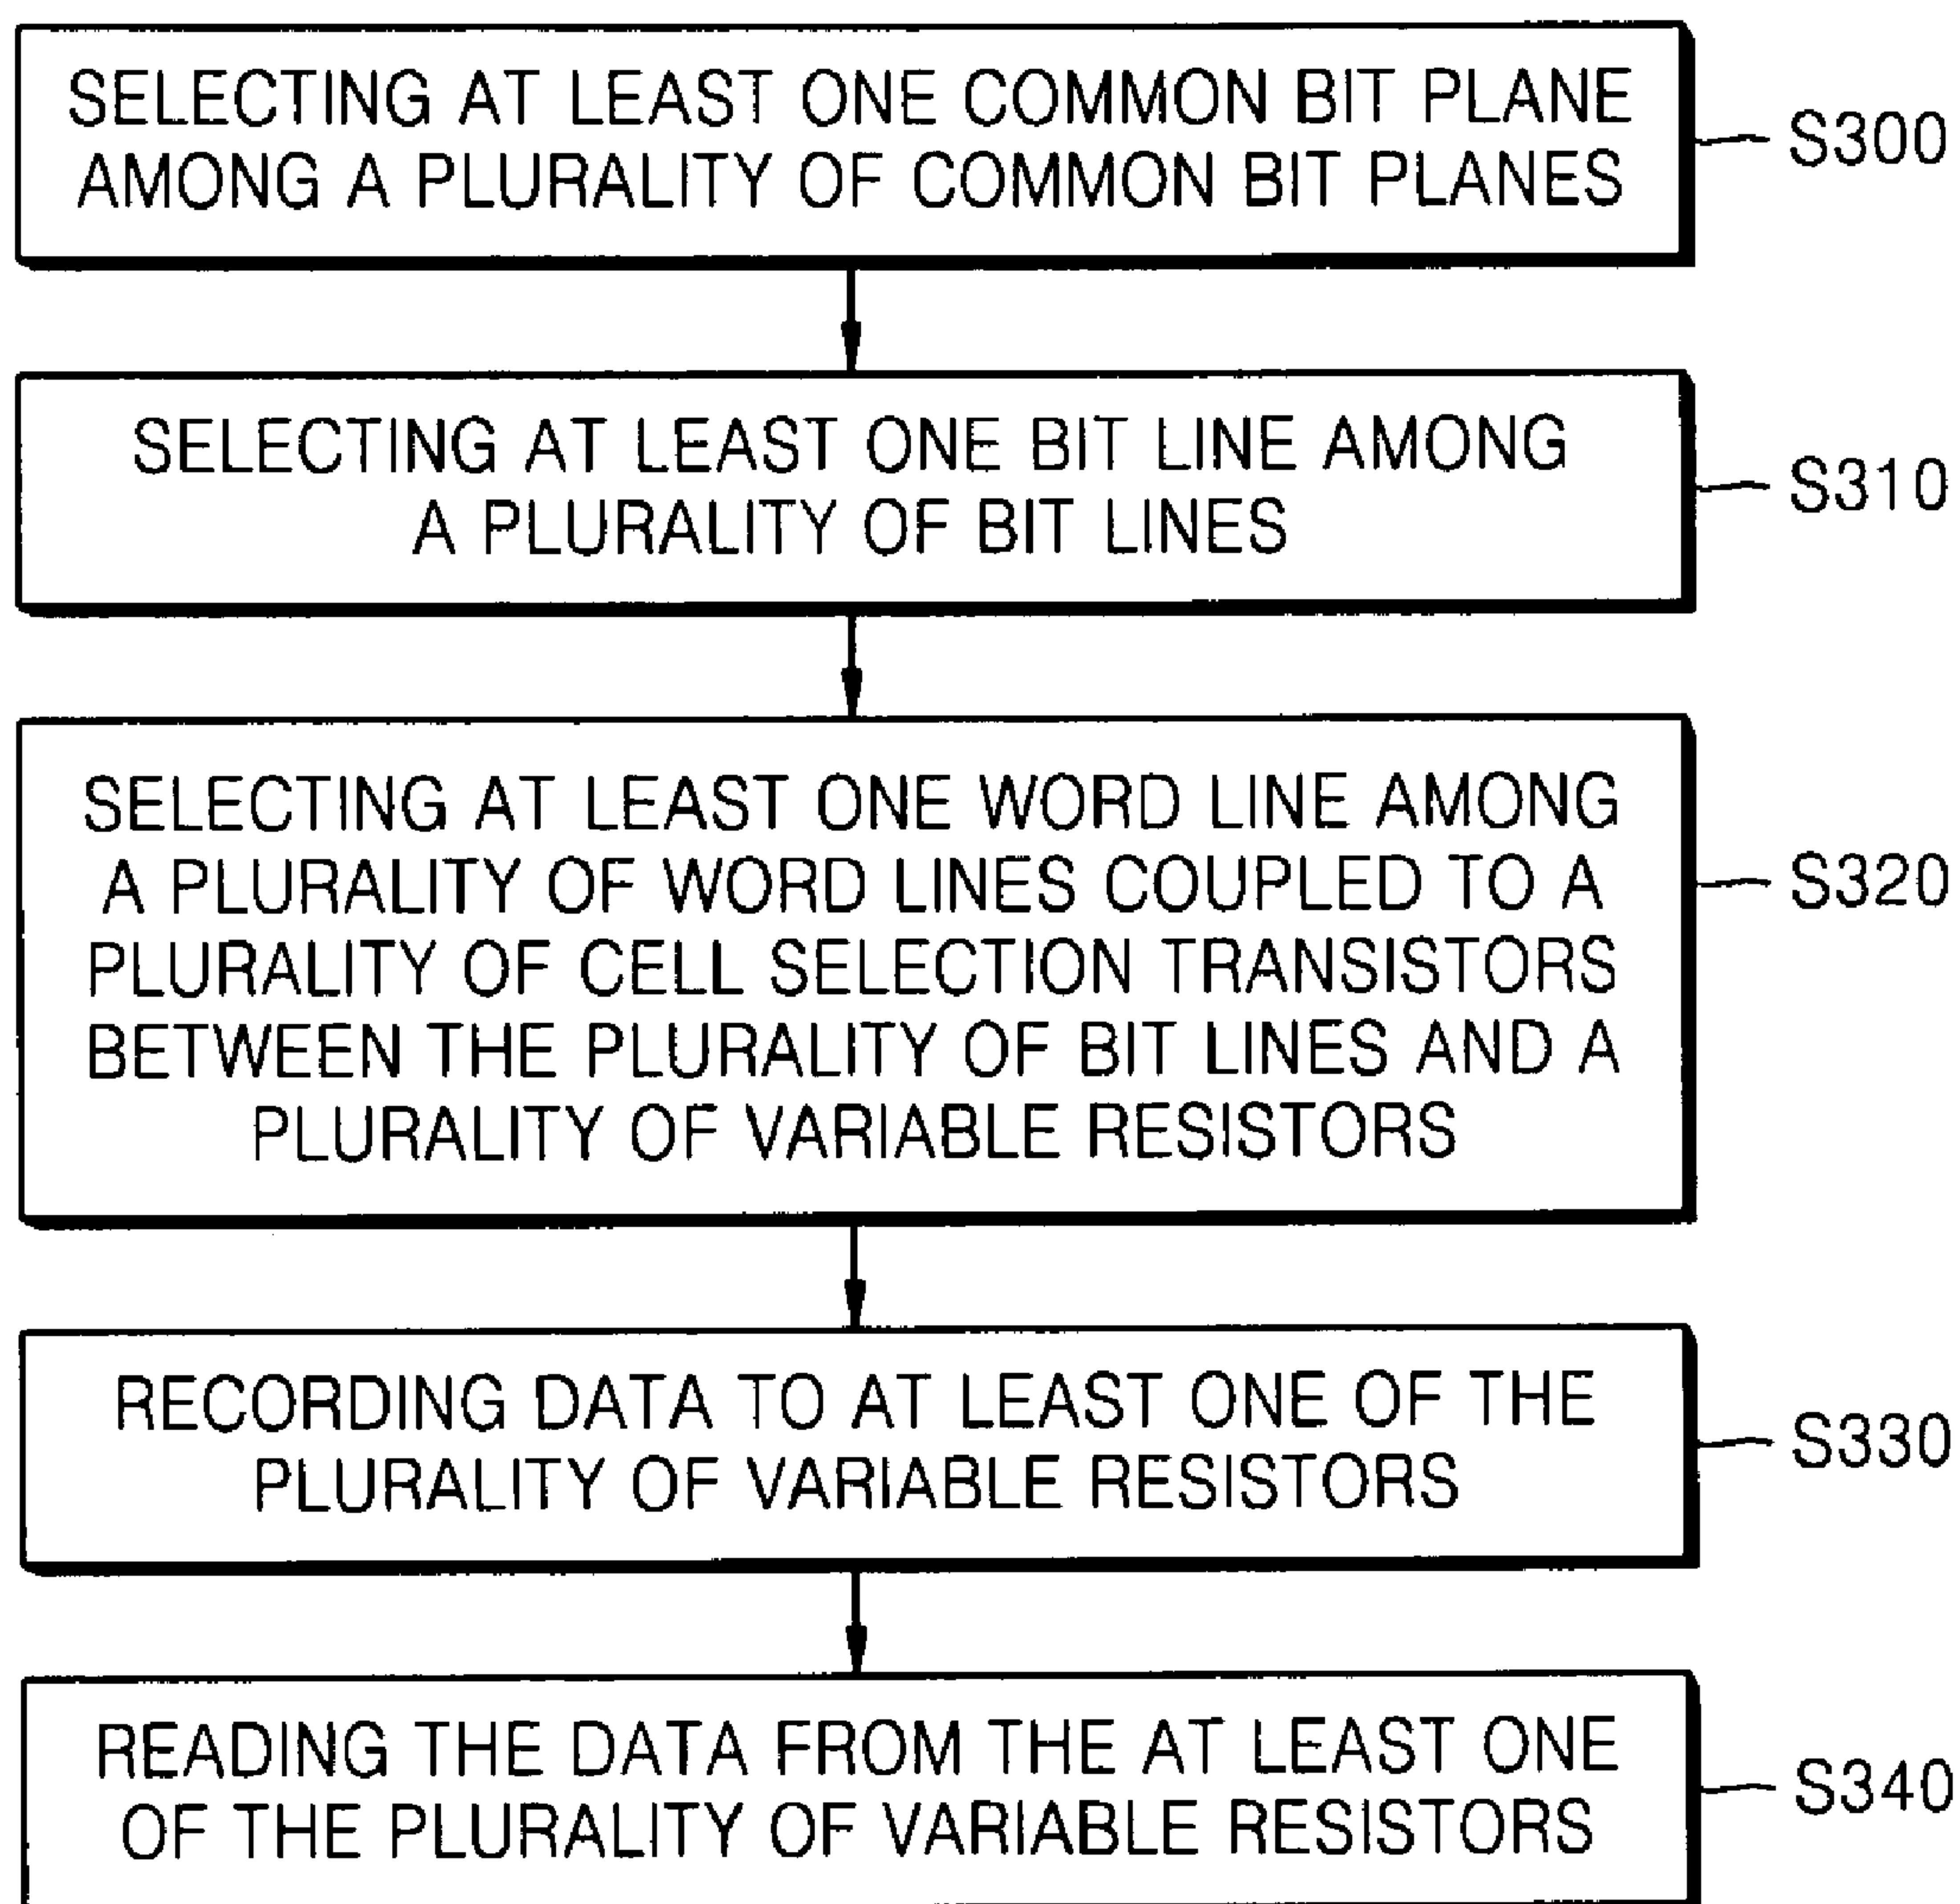 SELECTING AT LEAST ONE COMMON BIT PLANE
AMONG A PLURALITY OF COMMON BIT PLANES
S300
SELECTING AT LEAST ONE BIT LINE AMONG
A PLURALITY OF BIT LINES
S310
SELECTING AT LEAST ONE WORD LINE AMONG
A PLURALITY OF WORD LINES COUPLED TO A
PLURALITY OF CELL SELECTION TRANSISTORS
BETWEEN THE PLURALITY OF BIT LINES AND A
PLURALITY OF VARIABLE RESISTORS
S320
RECORDING DATA TO AT LEAST ONE OF THE
PLURALITY OF VARIABLE RESISTORS
S330
READING THE DATA FROM THE AT LEAST ONE
OF THE PLURALITY OF VARIABLE RESISTORS
S340